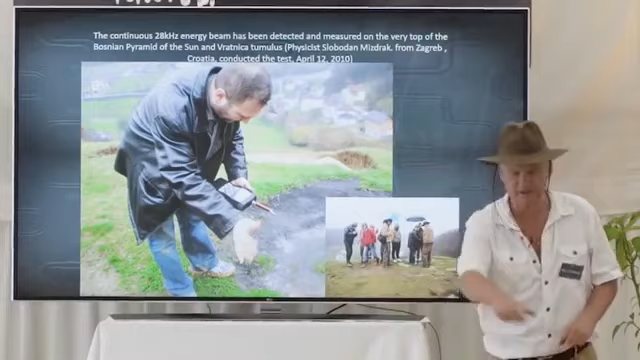 The continuous 28kHz energy beam has been detected and measured on the very top of the
Bosnian Pyramid of the Sun and Vratnica tumulus (Physicist Slobodan Mizdrak. from Zagreb ,
Croatia, conducted the test, April 12, 2010)
LG